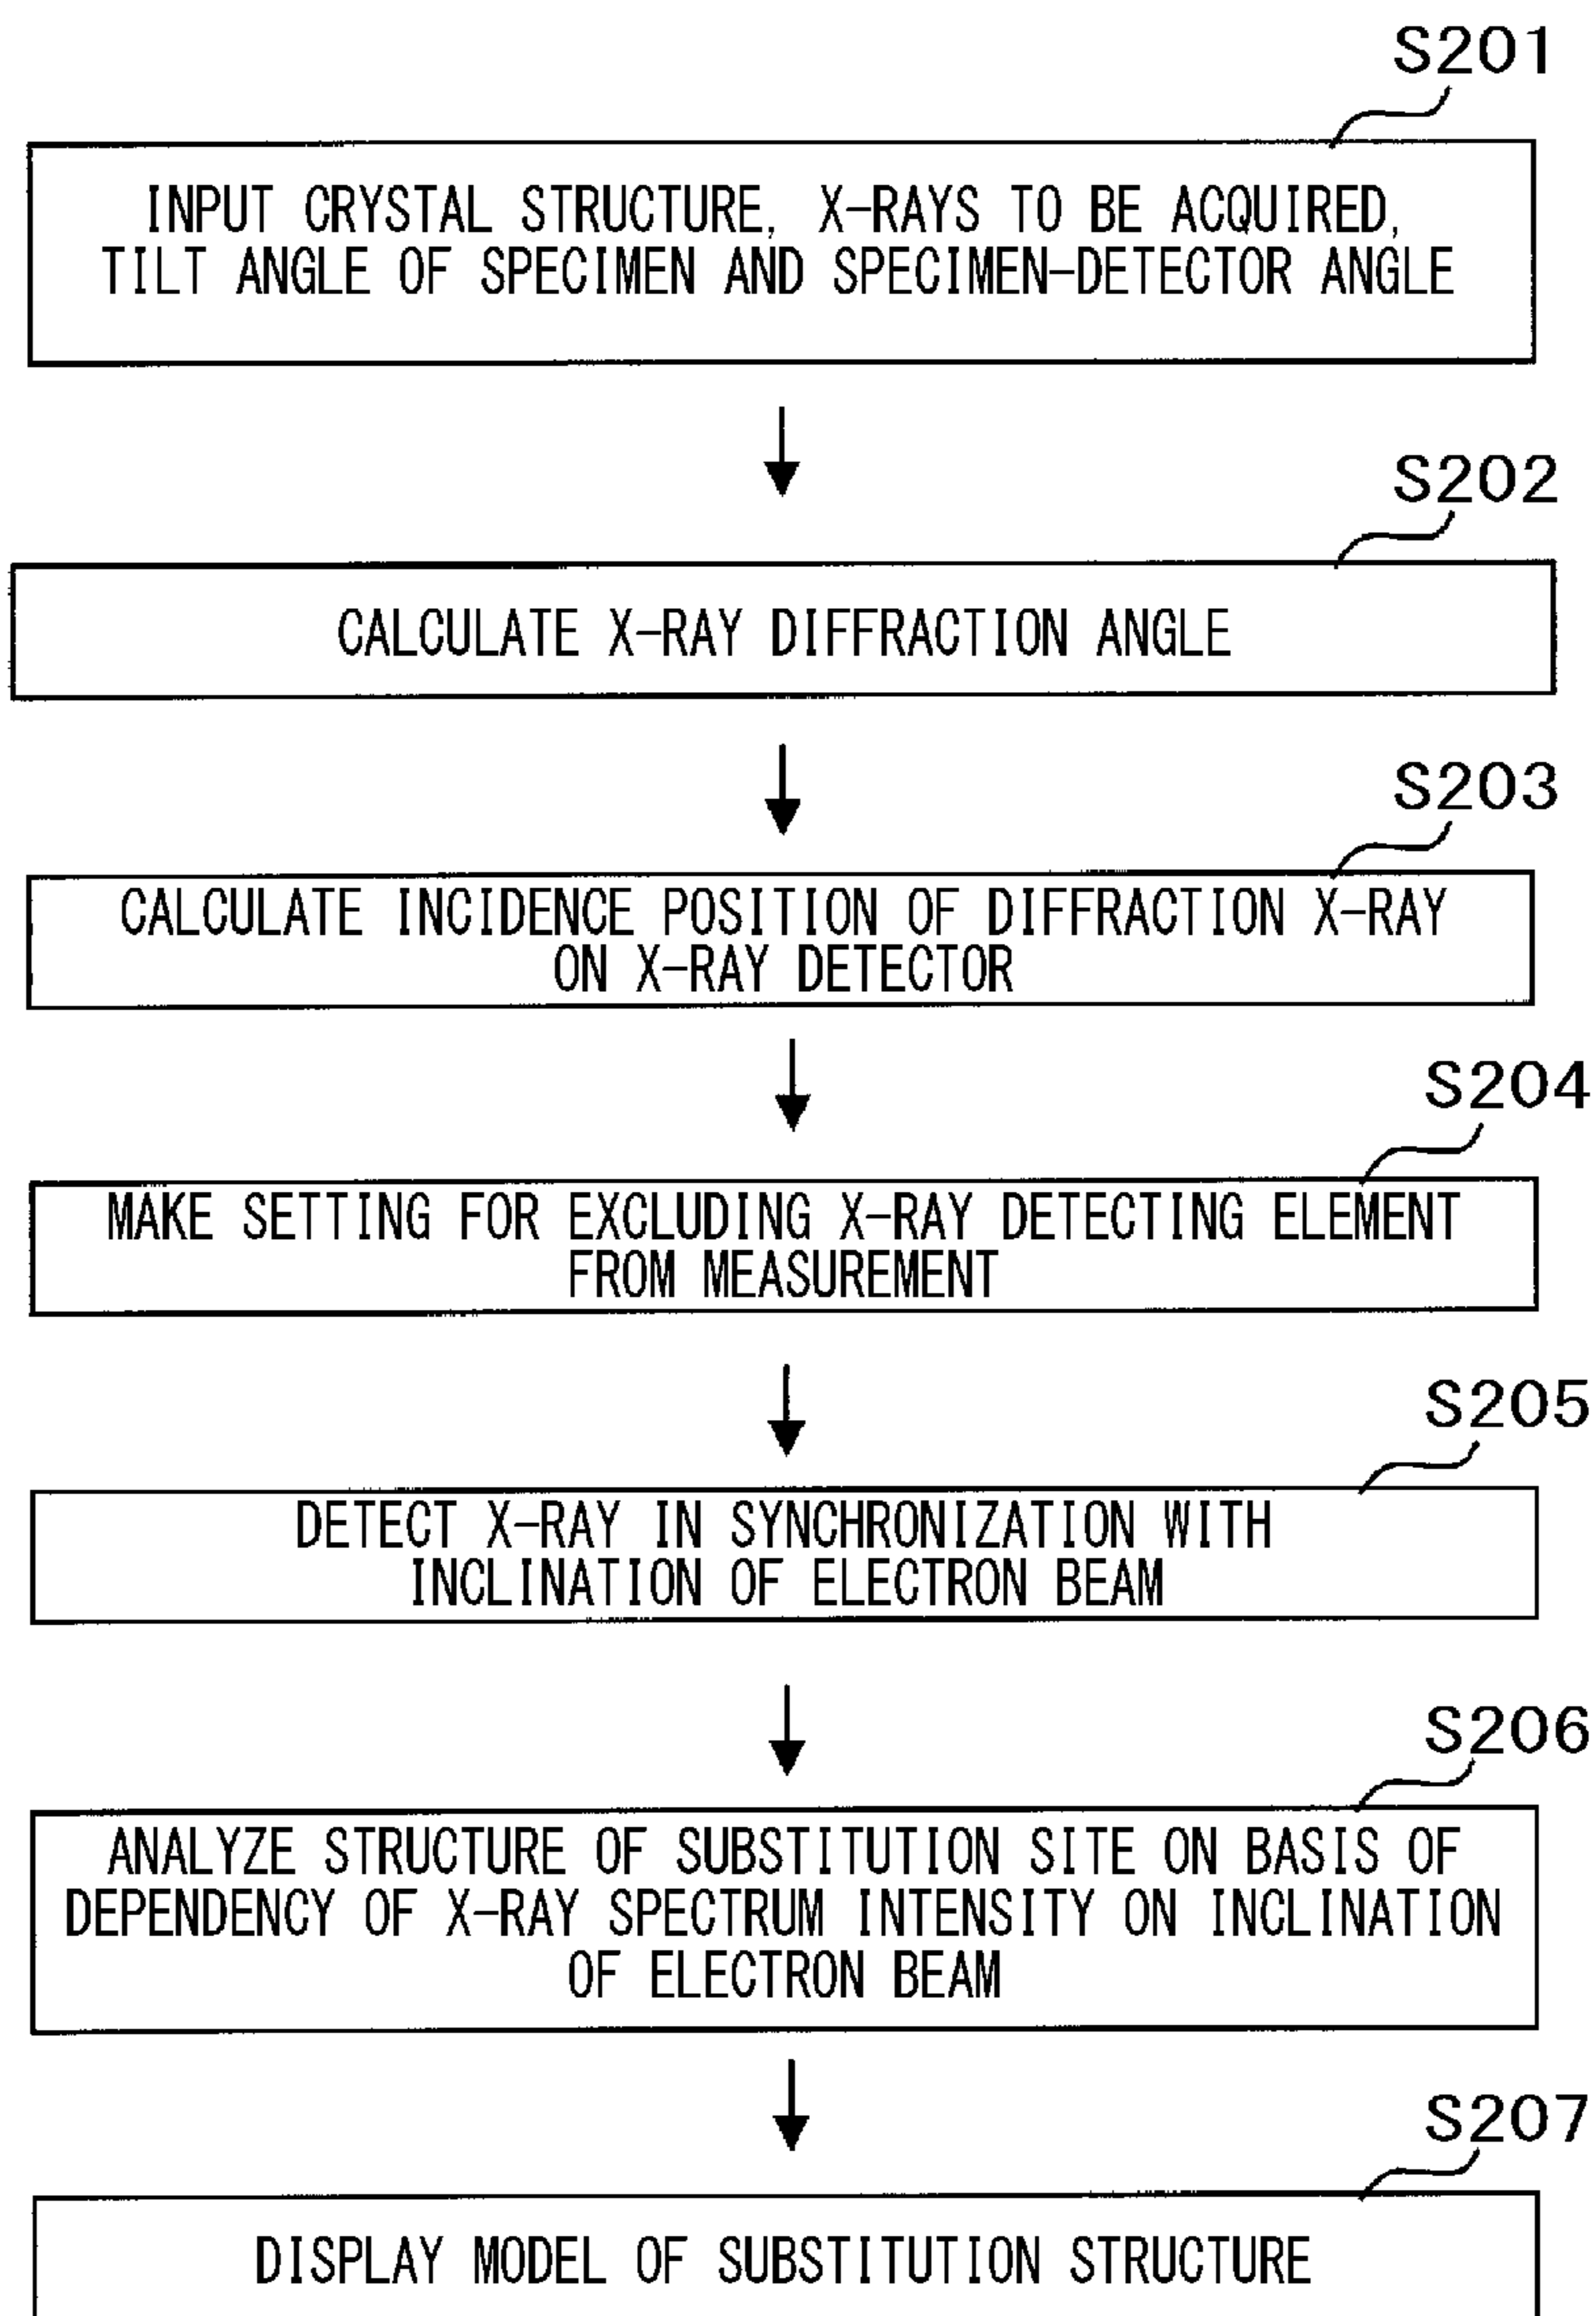 S201
INPUT CRYSTAL STRUCTURE, X-RAYS TO BE ACQUIRED,
TILT ANGLE OF SPECIMEN AND SPECIMEN-DETECTOR ANGLE
S202
CALCULATE X-RAY DIFFRACTION ANGLE
S203
CALCULATE INCIDENCE POSITION OF DIFFRACTION X-RAY
ON X-RAY DETECTOR
S204
MAKE SETTING FOR EXCLUDING X-RAY DETECTING ELEMENT
FROM MEASUREMENT
S205
DETECT X-RAY IN SYNCHRONIZATION WITH
INCLINATION OF ELECTRON BEAM
S206
ANALYZE STRUCTURE OF SUBSTITUTION SITE ON BASIS OF
DEPENDENCY OF X-RAY SPECTRUM INTENSITY ON INCLINATION
OF ELECTRON BEAM
S207
DISPLAY MODEL OF SUBSTITUTION STRUCTURE